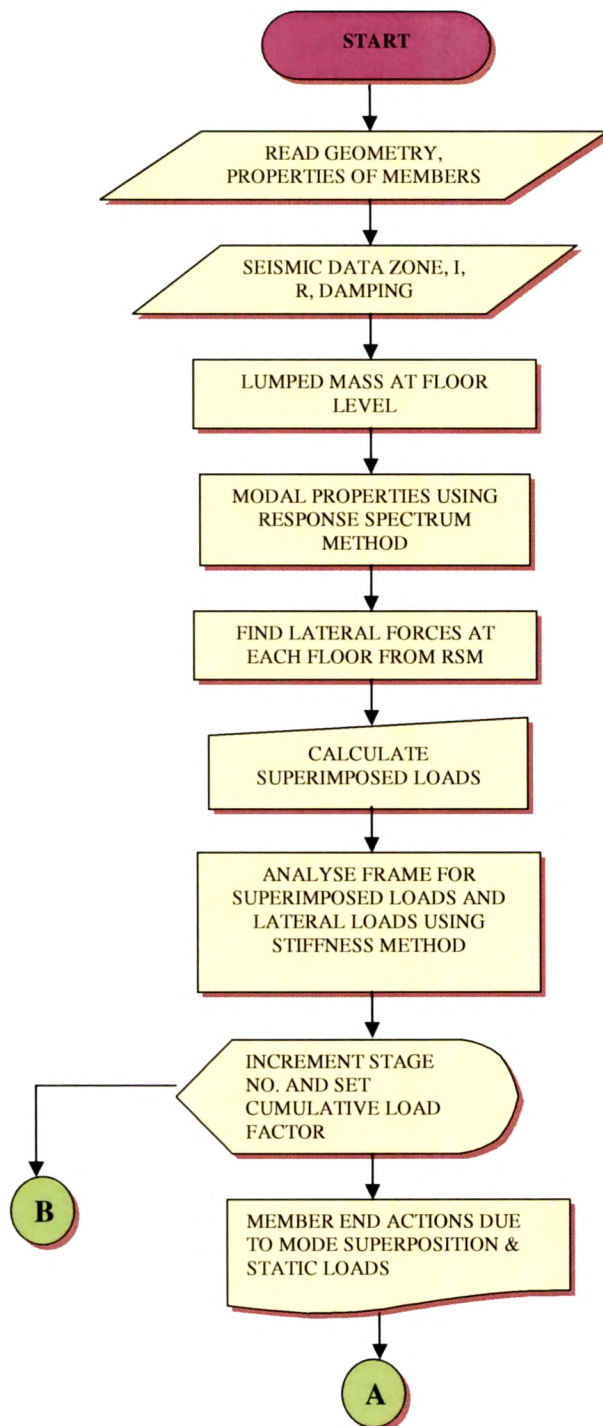 START
READ GEOMETRY,
PROPERTIES OF MEMBERS
SEISMIC DATA ZONE, I,
R, DAMPING
LUMPED MASS AT FLOOR
LEVEL
MODAL PROPERTIES USING
RESPONSE SPECTRUM
METHOD
FIND LATERAL FORCES AT
EACH FLOOR FROM RSM
CALCULATE
SUPERIMPOSED LOADS
ANALYSE FRAME FOR
SUPERIMPOSED LOADS AND
LATERAL LOADS USING
STIFFNESS METHOD
INCREMENT STAGE
NO. AND SET
CUMULATIVE LOAD
FACTOR
B
MEMBER END ACTIONS DUE
TO MODE SUPERPOSITION &
STATIC LOADS
A